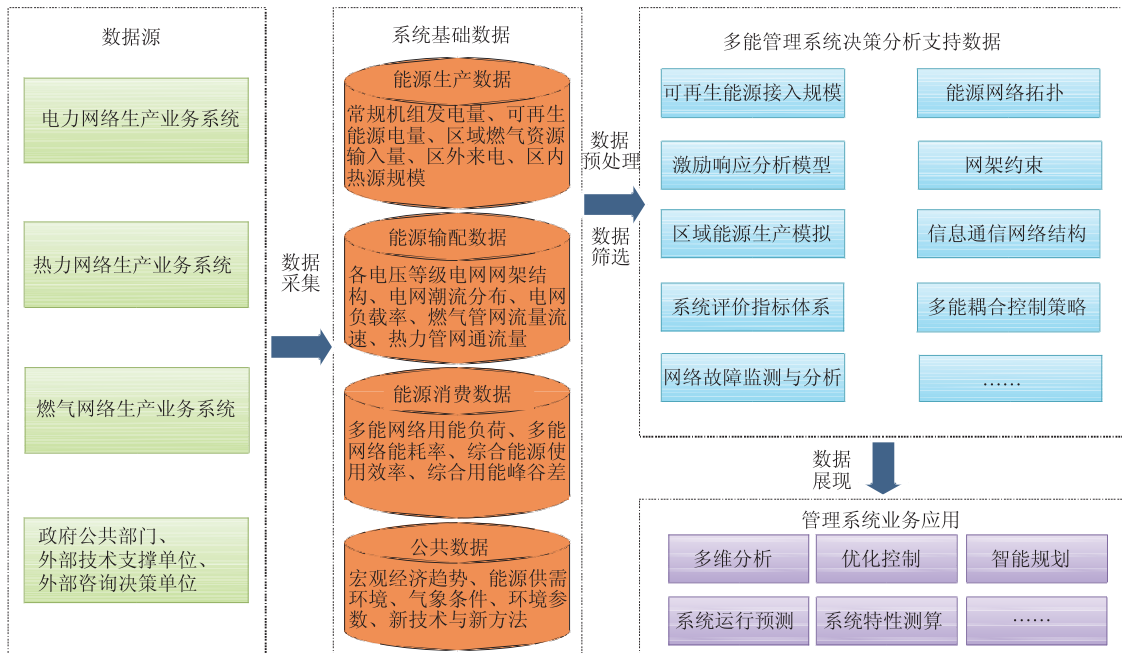 数据源
电力网络生产业务系统
热力网络生产业务系统
燃气网络生产业务系统
政府公共部门、
外部技术支撑单位、
外部咨询决策单位
数据
采集
系统基础数据
能源生产数据
常规机组发电量、可再生
能源电量、区域燃气资源
输入量、区外来电、区内
热源规模
能源输配数据
各电压等级电网网架结
构、电网潮流分布、电网
负载率、燃气管网流量流
速、热力管网通流量
能源消费数据
多能网络用能负荷、多能
网络能耗率、综合能源使
用效率、综合用能峰谷差
公共数据
宏观经济趋势、能源供需
环境、气象条件、环境参
数、新技术与新方法
数据
预处理
数据
筛选
多能管理系统决策分析支持数据
可再生能源接入规模
能源网络拓扑
激励响应分析模型
网架约束
区域能源生产模拟
信息通信网络结构
系统评价指标体系
多能耦合控制策略
网络故障监测与分析
……
数据
展现
管理系统业务应用
多维分析
优化控制
智能规划
系统运行预测
系统特性测算
……